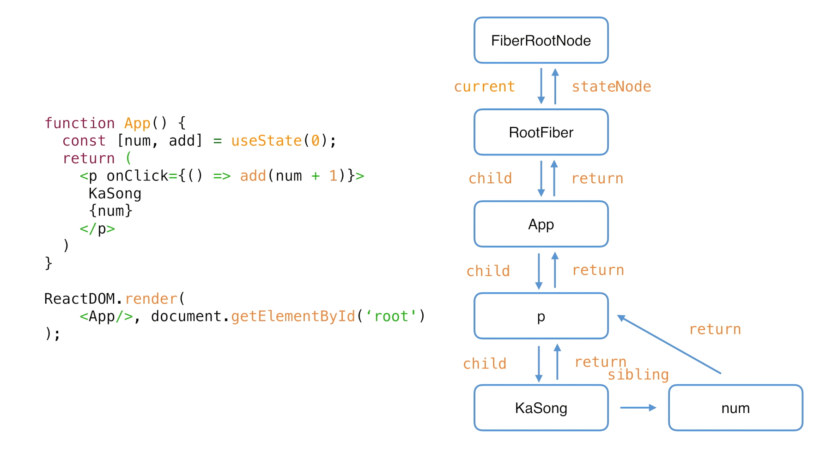 function App() {
  const [num, add] = useState(0);
  return (
    <p onClick={() => add(num + 1)}>
     KaSong
     {num}
    </p>
  )
}
ReactDOM.render(
    <App/>, document.getElementById(‘root')
);
FiberRootNode
current
stateNode
RootFiber
child
return
App
child
return
p
return
child
return
sibling
KaSong
num